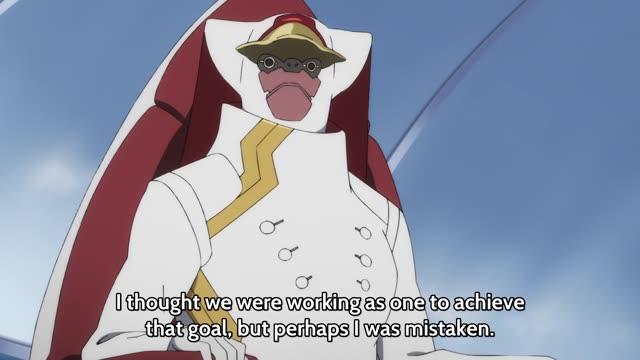 I thought we were working as one to achieve
that goal, but perhaps I was mistaken.